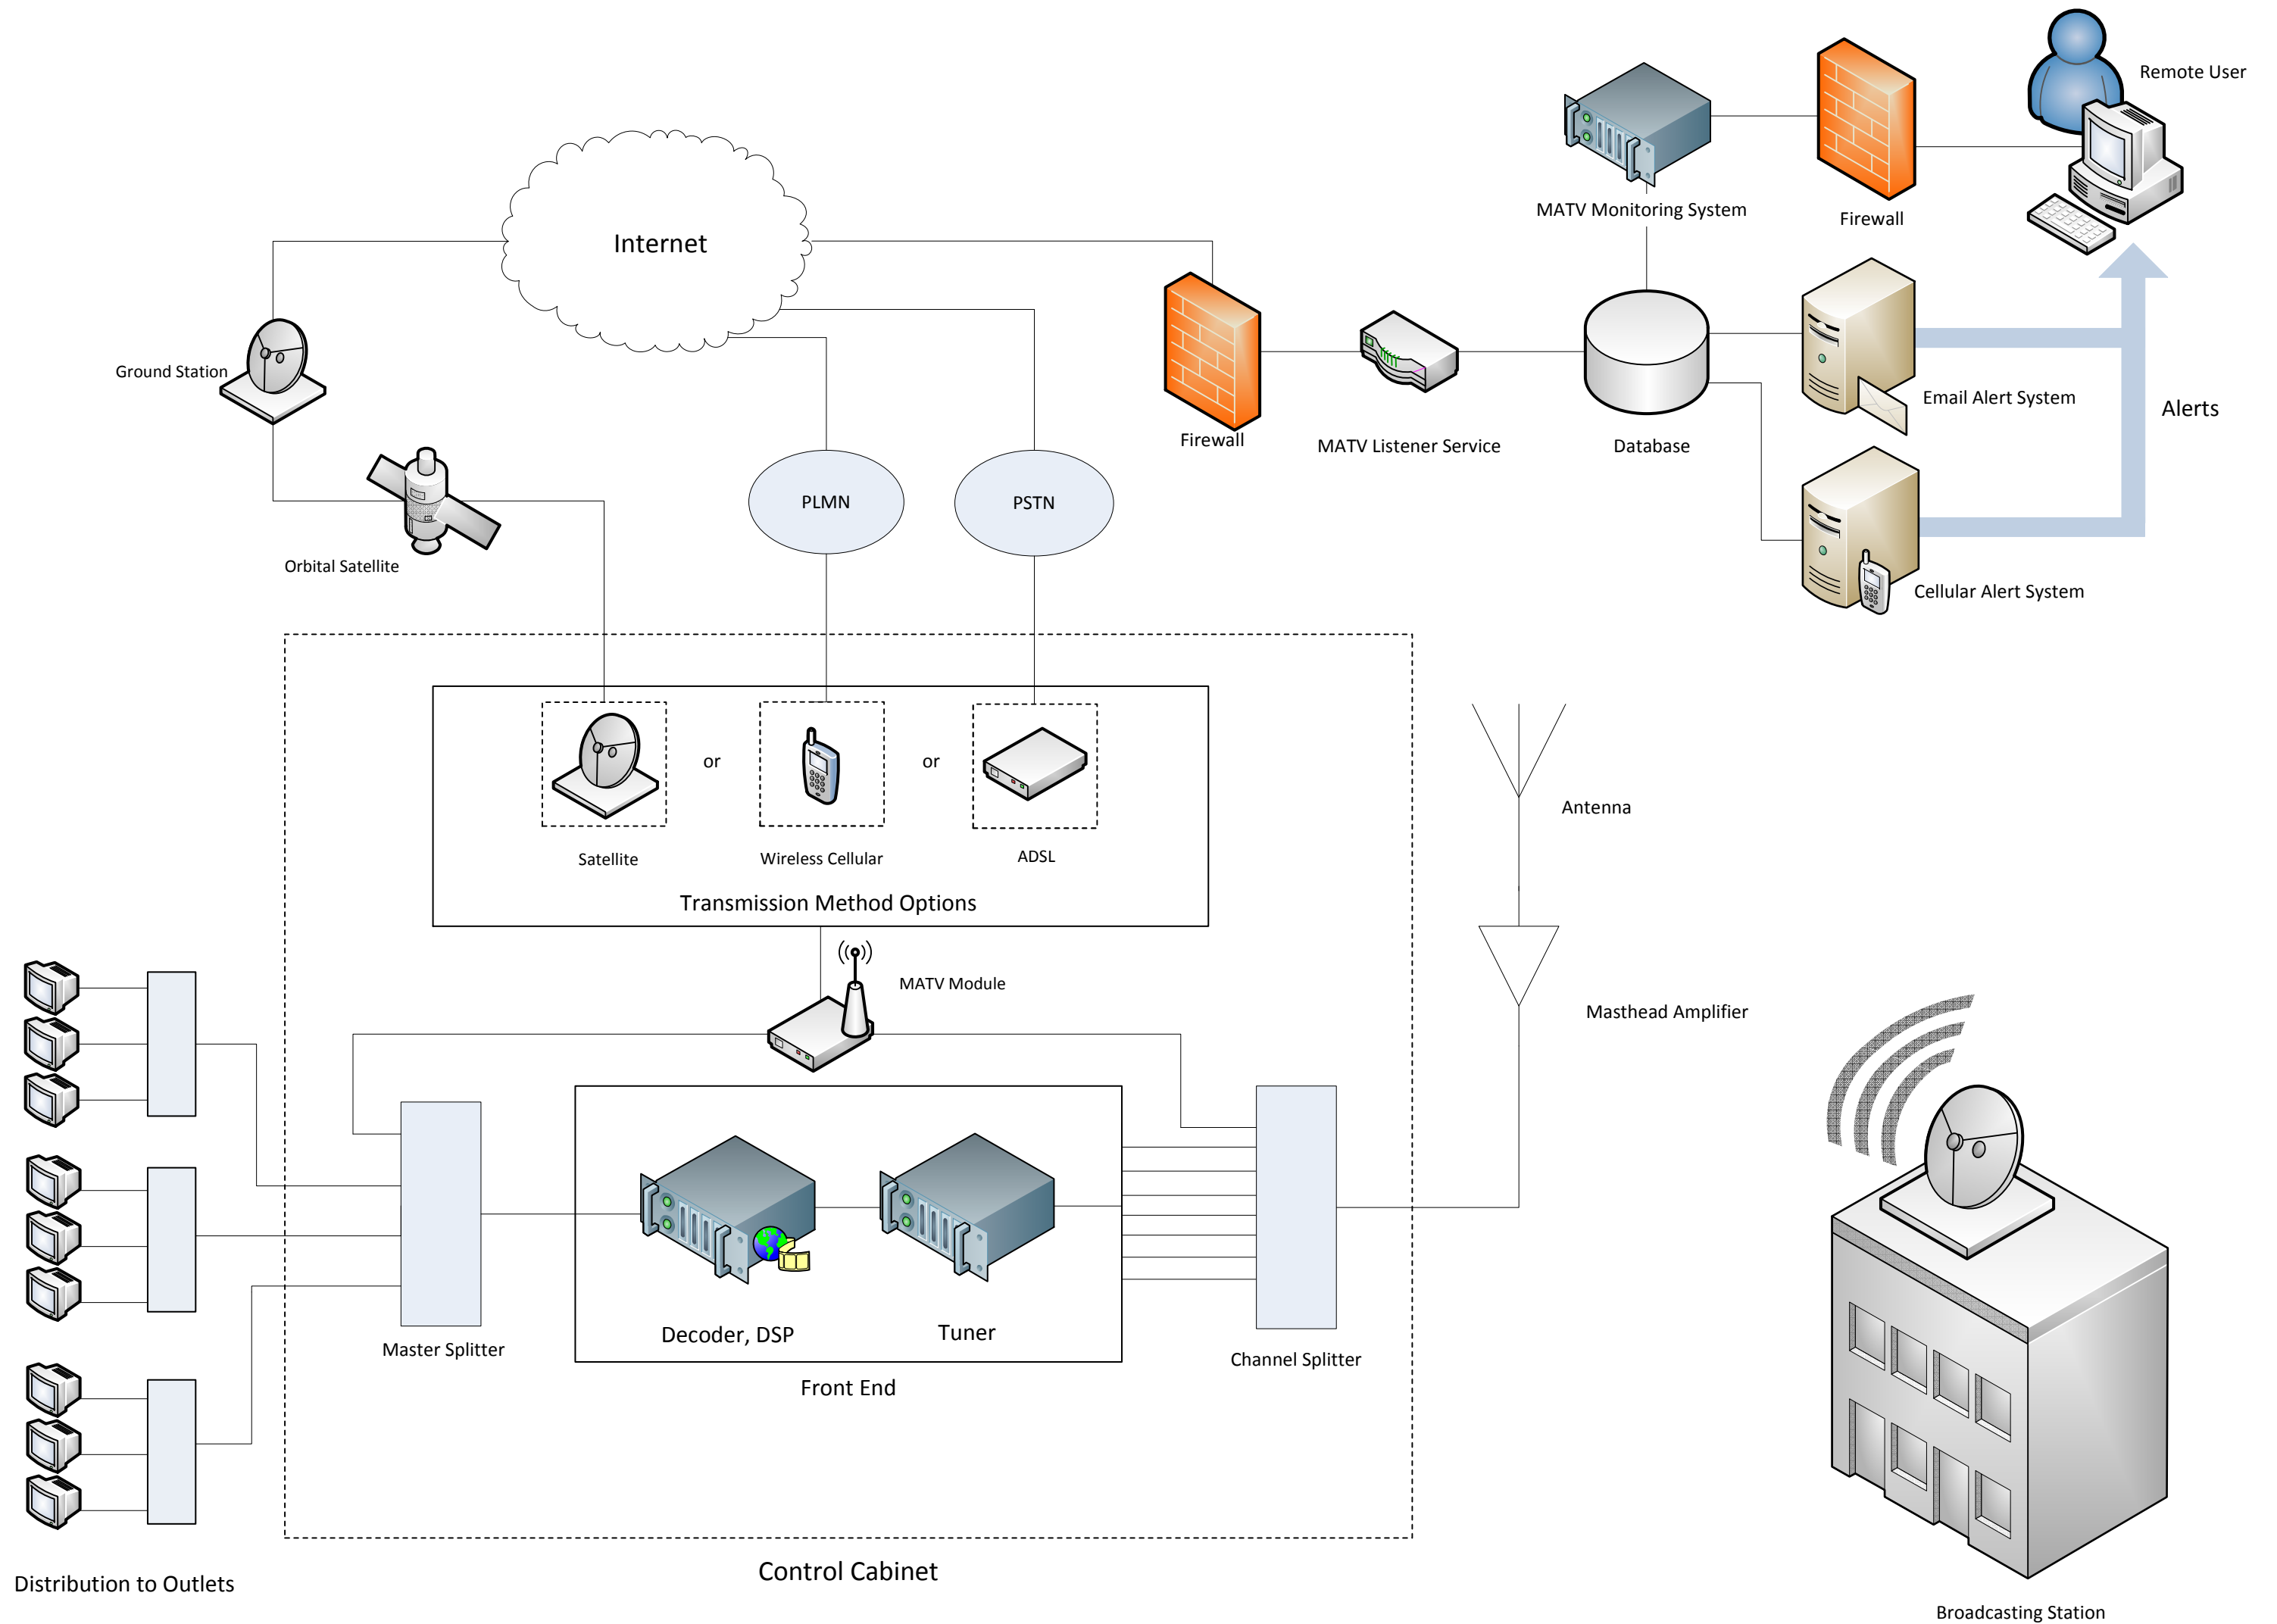 Remote User
MATV Monitoring System
Firewall
Internet
Ground Station
Email Alert System
Alerts
Firewall
MATV Listener Service
Database
PLMN
PSTN
Orbital Satellite
Cellular Alert System
or
or
Antenna
Satellite
Wireless Cellular
ADSL
Transmission Method Options
MATV Module
Masthead Amplifier
Decoder, DSP
Tuner
Master Splitter
Channel Splitter
Front End
Control Cabinet
Distribution to Outlets
Broadcasting Station